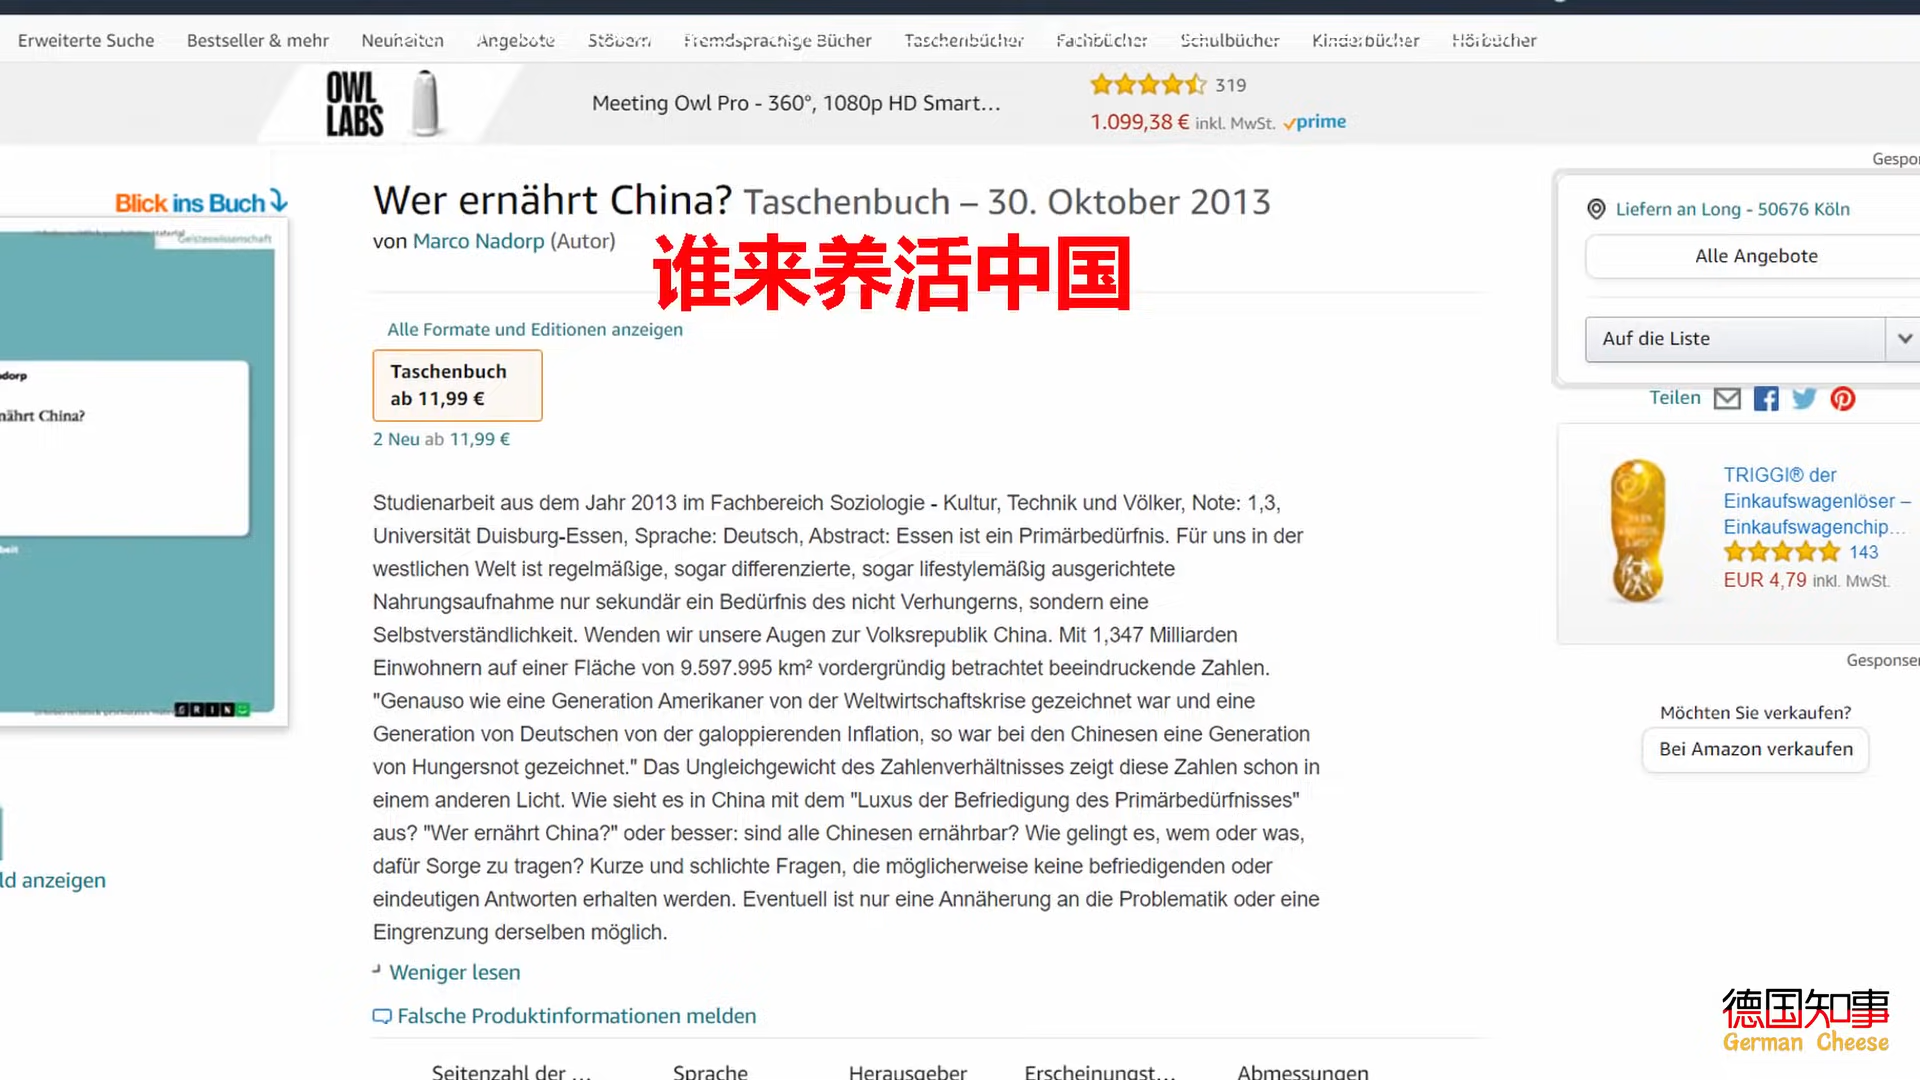 Erweiterte Suche Bestseller & mehr Neuheiten Angebote Stöbern Fremdsprachige Bücher Taschenbücher Fachbücher Schulbücher Kinderbücher Hörbücher
OWL
LABS
Meeting Owl Pro - 360°, 1080p HD Smart...
319
1.099,38 € inkl. MwSt. prime
Blick ins Buch
Geisteswissenschaft
nährt China?
GRIN
ld anzeigen
Wer ernährt China? Taschenbuch – 30. Oktober 2013
von Marco Nadorp (Autor)
谁来养活中国
Alle Formate und Editionen anzeigen
Taschenbuch
ab 11,99 €
2 Neu ab 11,99 €
Studienarbeit aus dem Jahr 2013 im Fachbereich Soziologie - Kultur, Technik und Völker, Note: 1,3,
Universität Duisburg-Essen, Sprache: Deutsch, Abstract: Essen ist ein Primärbedürfnis. Für uns in der
westlichen Welt ist regelmäßige, sogar differenzierte, sogar lifestylemäßig ausgerichtete
Nahrungsaufnahme nur sekundär ein Bedürfnis des nicht Verhungerns, sondern eine
Selbstverständlichkeit. Wenden wir unsere Augen zur Volksrepublik China. Mit 1,347 Milliarden
Einwohnern auf einer Fläche von 9.597.995 km² vordergründig betrachtet beeindruckende Zahlen.
"Genauso wie eine Generation Amerikaner von der Weltwirtschaftskrise gezeichnet war und eine
Generation von Deutschen von der galoppierenden Inflation, so war bei den Chinesen eine Generation
von Hungersnot gezeichnet." Das Ungleichgewicht des Zahlenverhältnisses zeigt diese Zahlen schon in
einem anderen Licht. Wie sieht es in China mit dem "Luxus der Befriedigung des Primärbedürfnisses"
aus? "Wer ernährt China?" oder besser: sind alle Chinesen ernährbar? Wie gelingt es, wem oder was,
dafür Sorge zu tragen? Kurze und schlichte Fragen, die möglicherweise keine befriedigenden oder
eindeutigen Antworten erhalten werden. Eventuell ist nur eine Annäherung an die Problematik oder eine
Eingrenzung derselben möglich.
Weniger lesen
Falsche Produktinformationen melden
Seitenzahl der ... Sprache Herausgeber Erscheinungst... Abmessungen
Gespon
Liefern an Long - 50676 Köln
Alle Angebote
Auf die Liste
Teilen
TRIGGI® der
Einkaufswagenlöser –
Einkaufswagenchip...
143
EUR 4,79 inkl. MwSt.
Gesponser
Möchten Sie verkaufen?
Bei Amazon verkaufen
德国知事
German Cheese